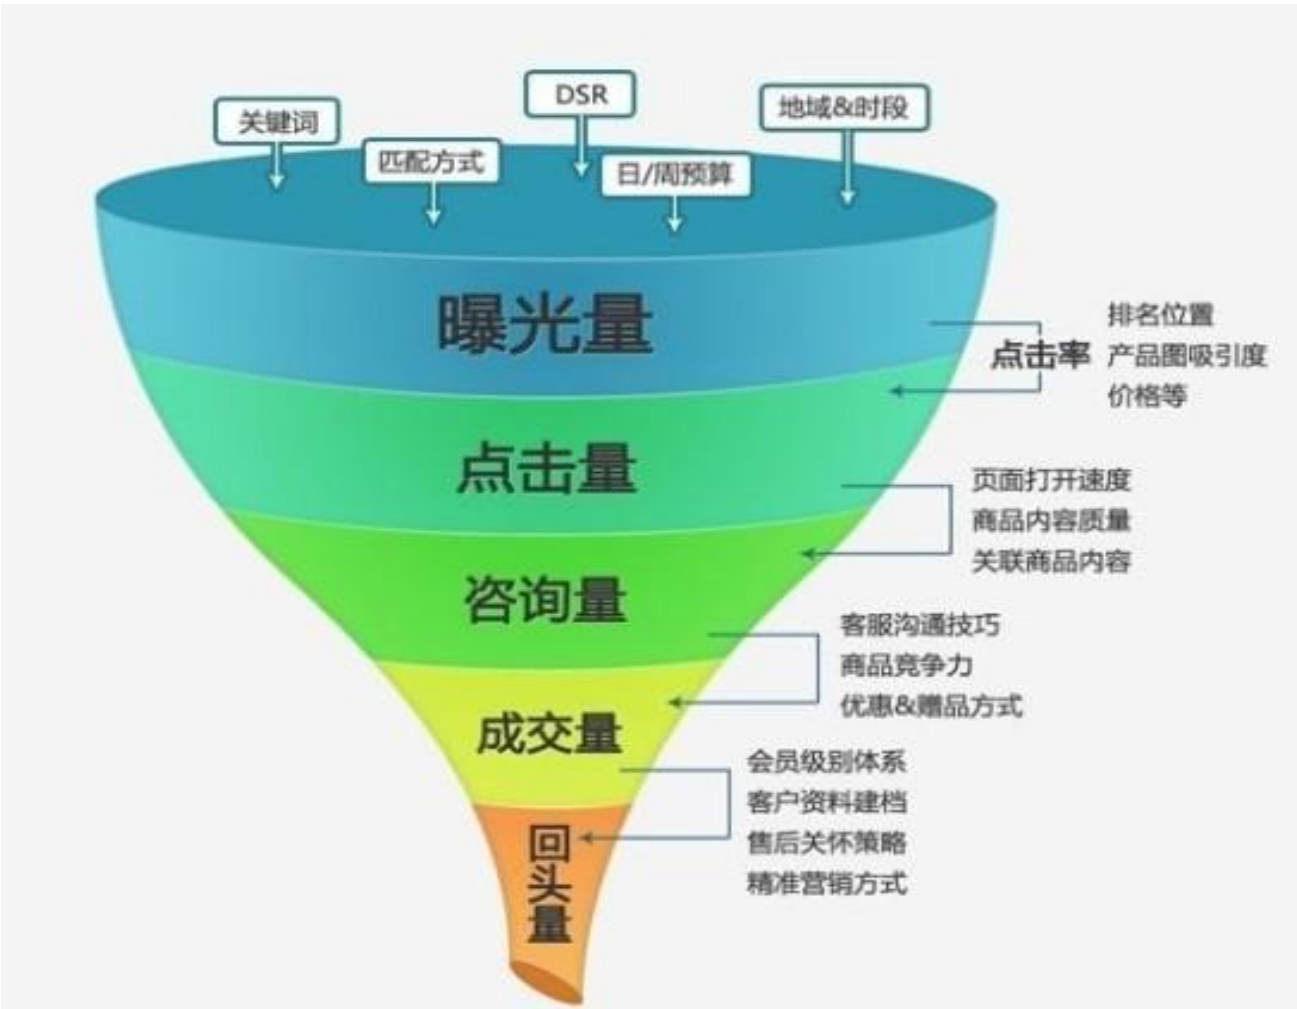 关键词
匹配方式
DSR
日/周预算
地域&时段
曝光量
点击率
排名位置
产品图吸引度
价格等
点击量
页面打开速度
商品内容质量
关联商品内容
咨询量
客服沟通技巧
商品竞争力
优惠&赠品方式
成交量
会员级别体系
客户资料建档
售后关怀策略
精准营销方式
回头量